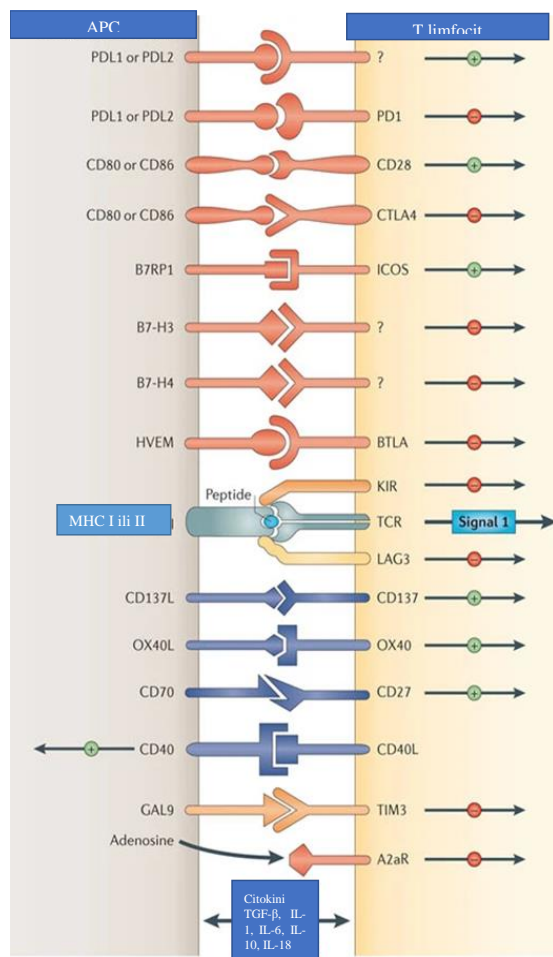 APC
T limfocit
PDL1 or PDL2
?
PDL1 or PDL2
PD1
CD80 or CD86
CD28
CD80 or CD86
CTLA4
B7RP1
ICOS
B7-H3
?
B7-H4
?
HVEM
BTLA
KIR
Peptide
MHC I ili II
TCR
Signal 1
LAG3
CD137L
CD137
OX40L
OX40
CD70
CD27
CD40
CD40L
GAL9
TIM3
Adenosine
A2aR
Citokini
TGF-β, IL-
1, IL-6, IL-
10, IL-18